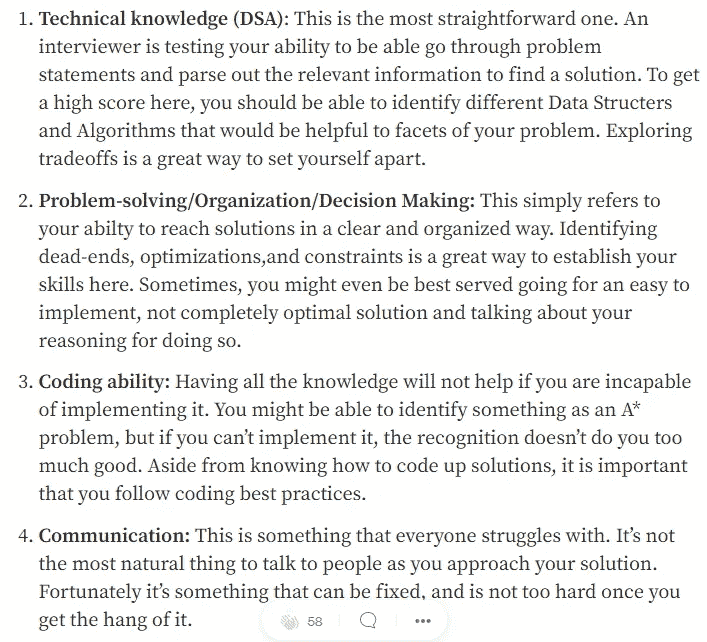 1. Technical knowledge (DSA): This is the most straightforward one. An
interviewer is testing your ability to be able go through problem
statements and parse out the relevant information to find a solution. To get
a high score here, you should be able to identify different Data Structers
and Algorithms that would be helpful to facets of your problem. Exploring
tradeoffs is a great way to set yourself apart.
2. Problem-solving/Organization/Decision Making: This simply refers to
your abilty to reach solutions in a clear and organized way. Identifying
dead-ends, optimizations,and constraints is a great way to establish your
skills here. Sometimes, you might even be best served going for an easy to
implement, not completely optimal solution and talking about your
reasoning for doing so.
3. Coding ability: Having all the knowledge will not help if you are incapable
of implementing it. You might be able to identify something as an A*
problem, but if you can’t implement it, the recognition doesn’t do you too
much good. Aside from knowing how to code up solutions, it is important
that you follow coding best practices.
4. Communication: This is something that everyone struggles with. It’s not
the most natural thing to talk to people as you approach your solution.
Fortunately it’s something that can be fixed, and is not too hard once you
get the hang of it.
58